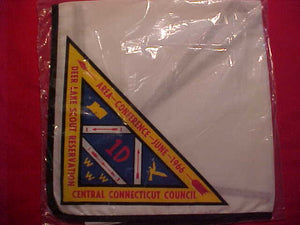 AREA-CONFERENCE-JUNE-1966
DEER LAKE SCOUT RESERVATION
1D
W W W
CENTRAL CONNECTICUT COUNCIL